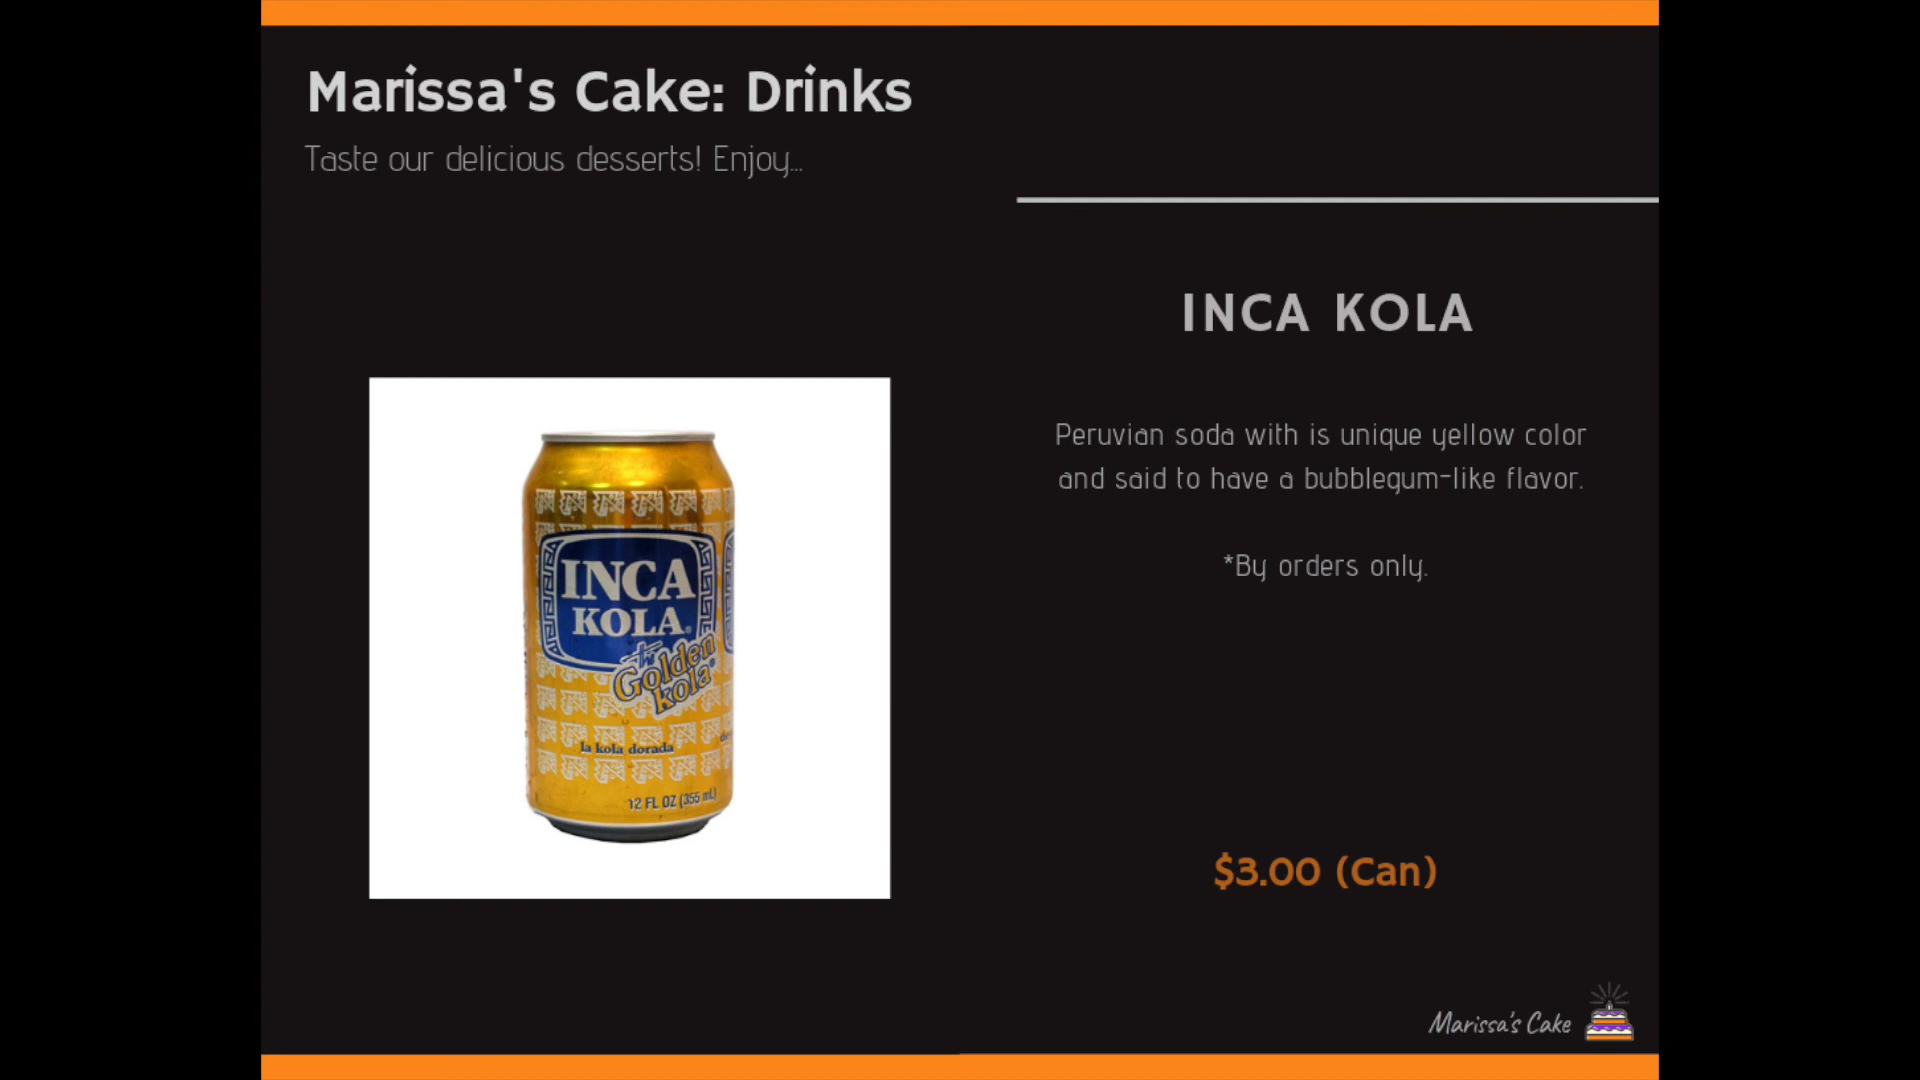 Marissa's Cake: Drinks
Taste our delicious desserts! Enjoy...
INCA KOLA
Peruvian soda with is unique yellow color
and said to have a bubblegum-like flavor.
*By orders only.
INCA
KOLA®
the
Golden
kola®
la kola dorada
12 FL OZ (355 mL)
$3.00 (Can)
Marissa's Cake